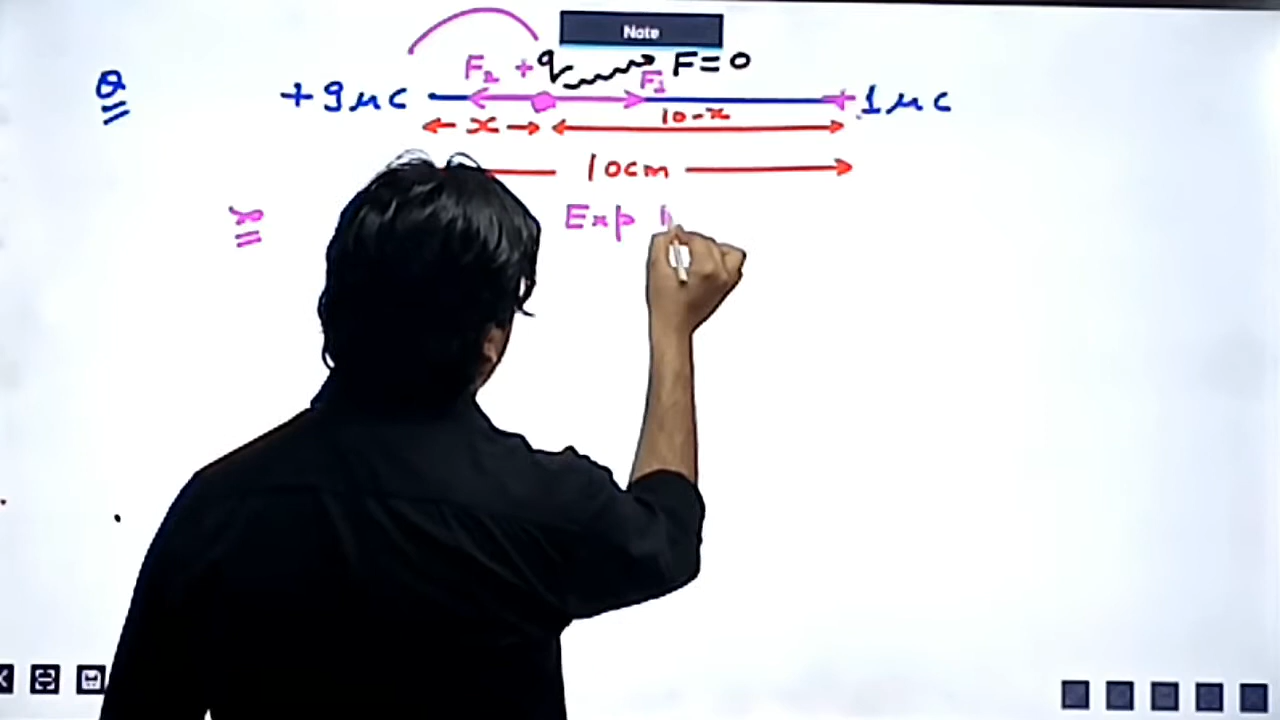 Note
F₂ + q F = 0
F₁
Q +9μc + 1μc
x 10-x
10cm
Exp